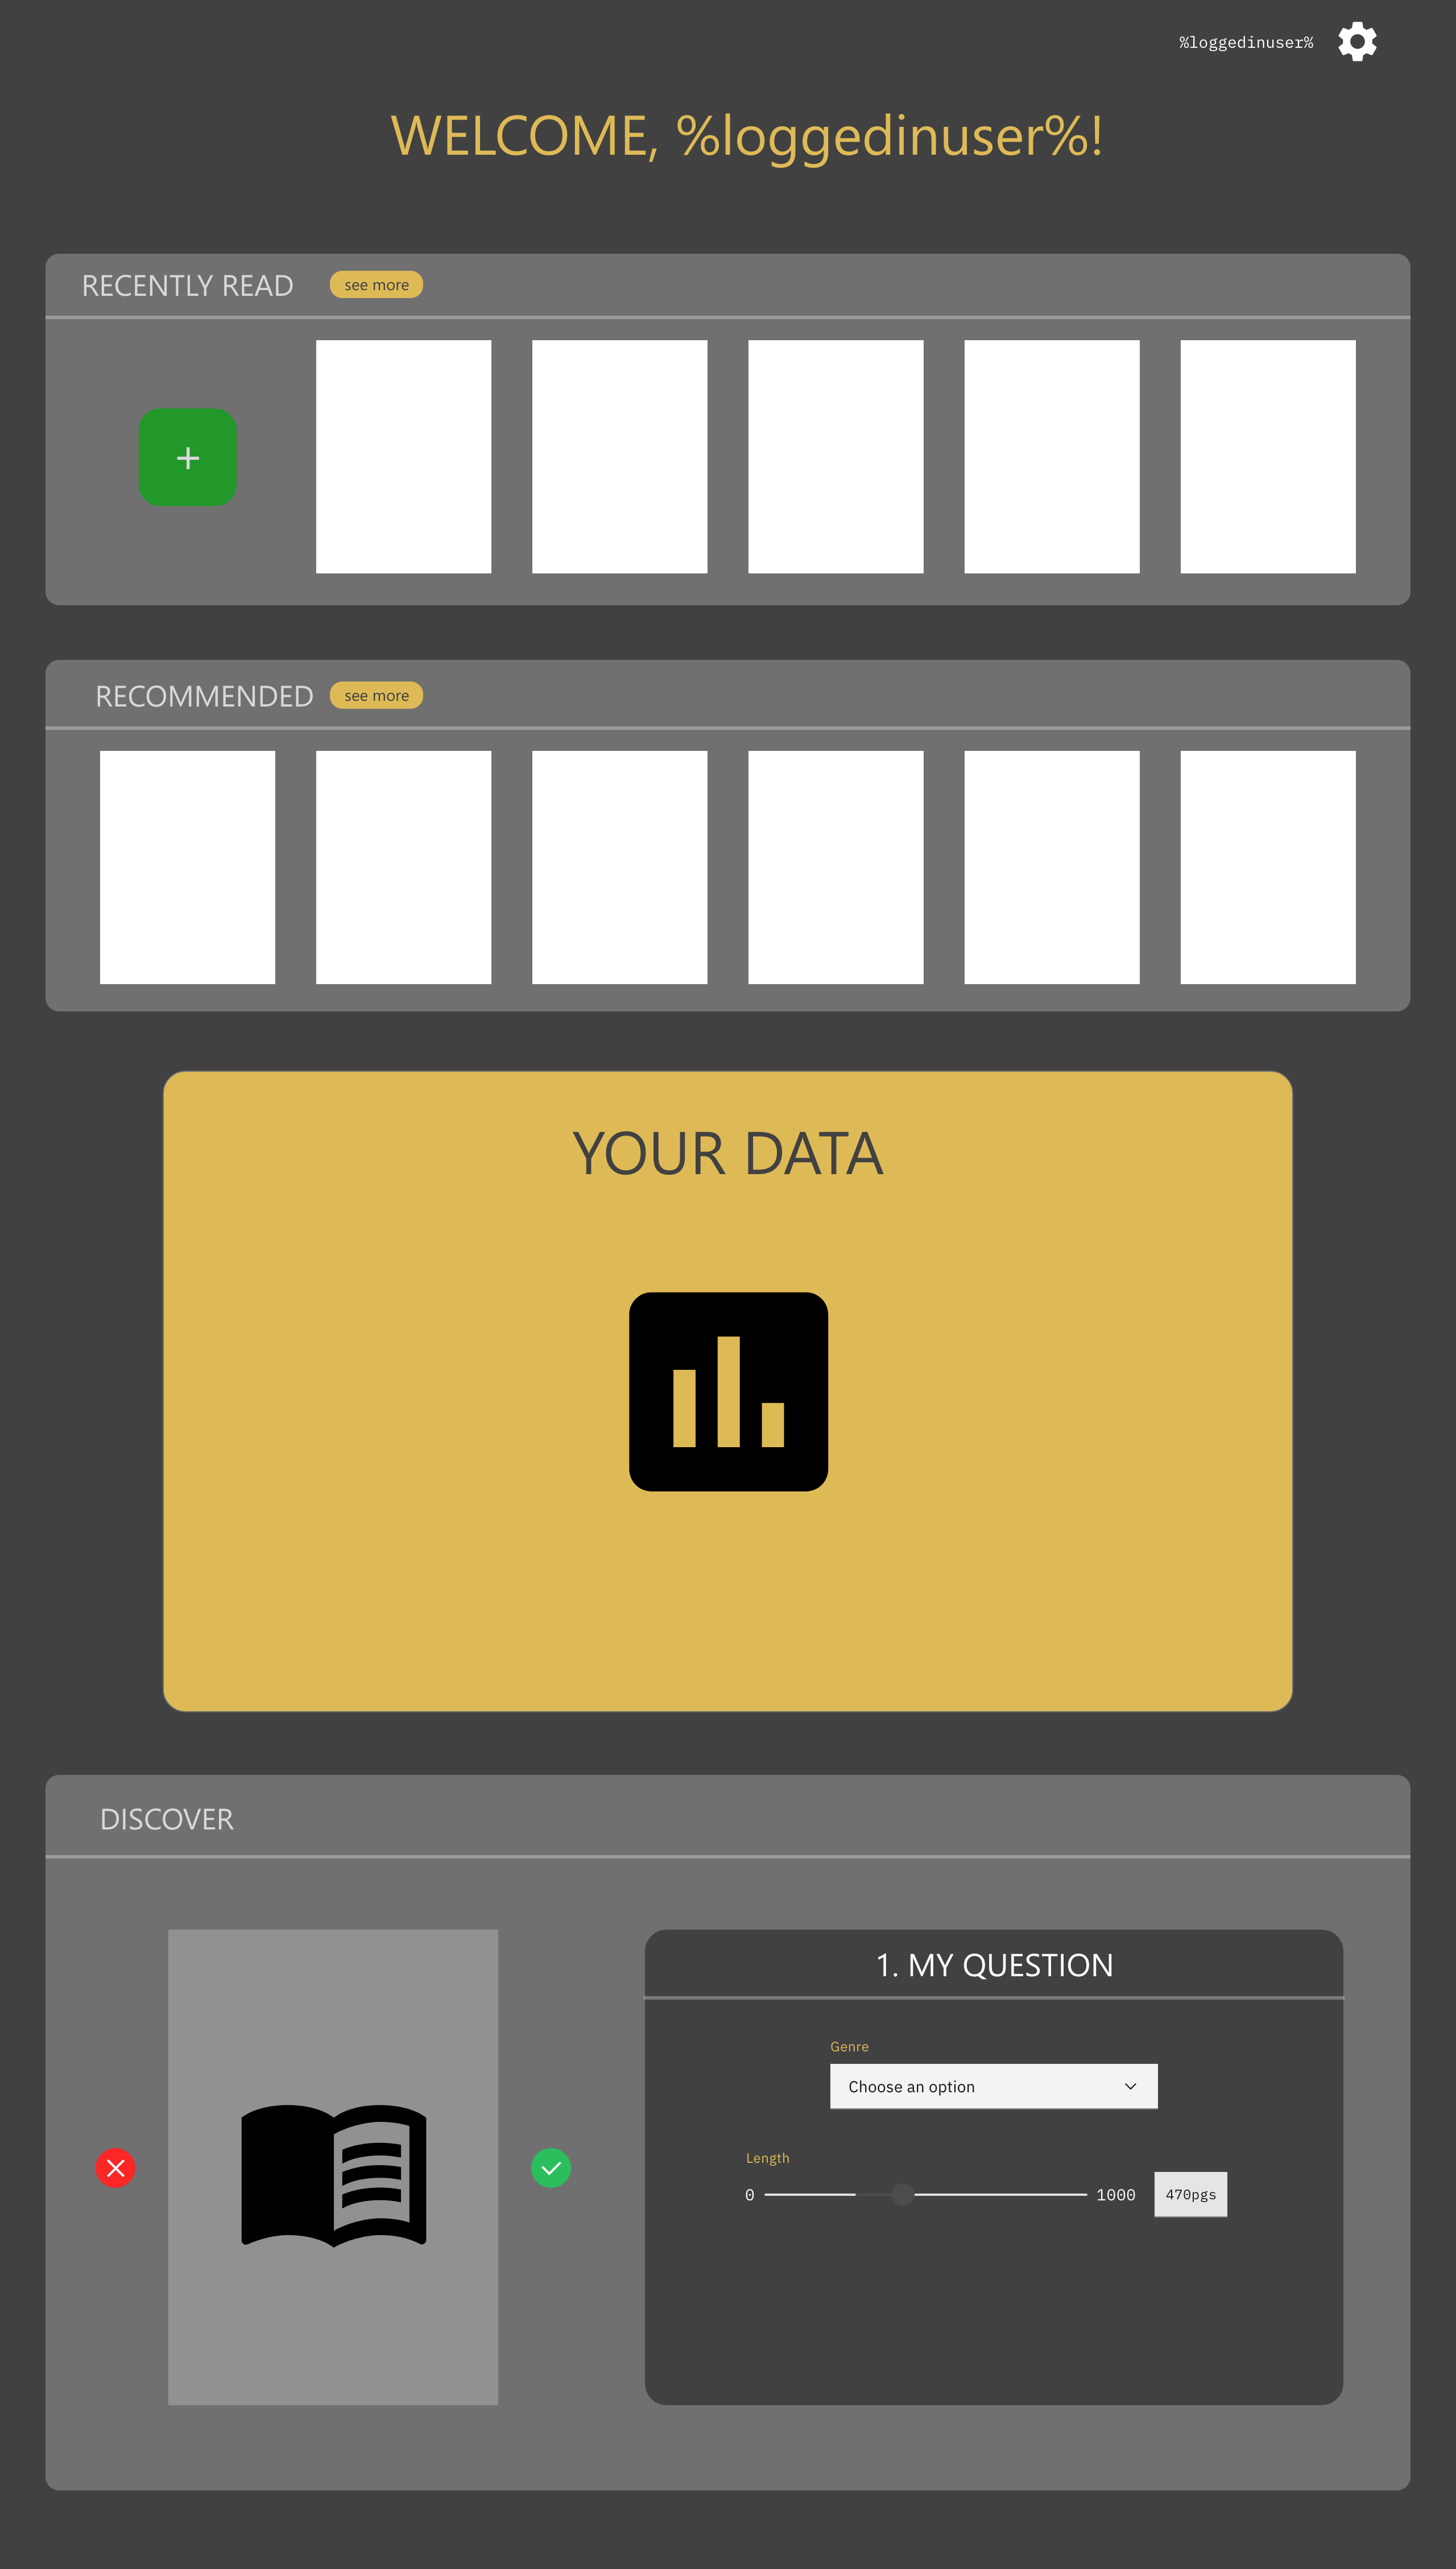 %loggedinuser%
WELCOME, %loggedinuser%!
RECENTLY READ see more
+
RECOMMENDED see more
YOUR DATA
DISCOVER
1. MY QUESTION
Genre
Choose an option
Length
0 1000 470pgs